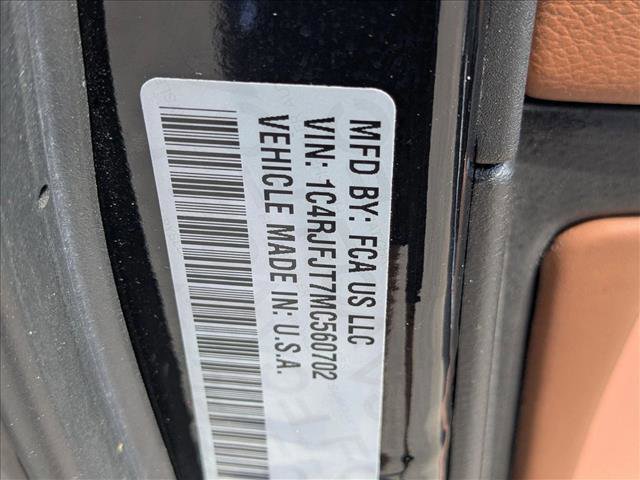 MFD BY: FCA US LLC
VIN: 1C4RJFJT7MC560702
VEHICLE MADE IN: U.S.A.